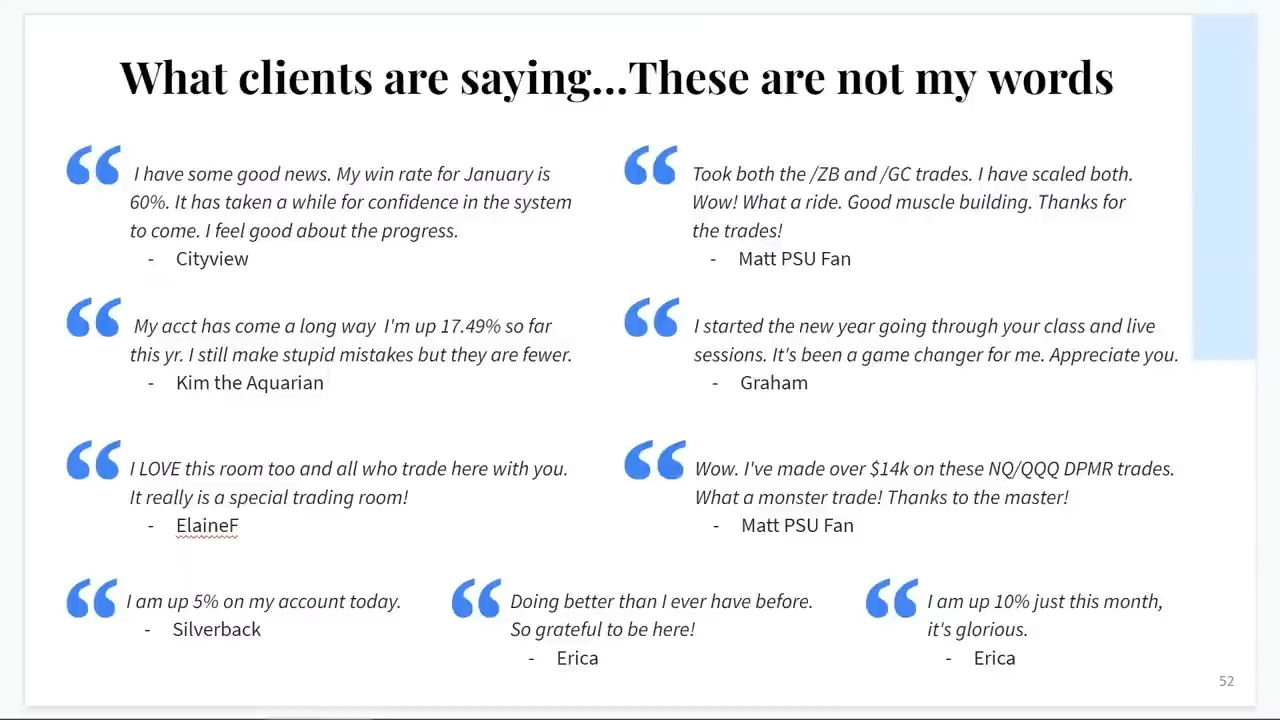 What clients are saying...These are not my words
I have some good news. My win rate for January is
60%. It has taken a while for confidence in the system
to come. I feel good about the progress.
- Cityview
Took both the /ZB and /GC trades. I have scaled both.
Wow! What a ride. Good muscle building. Thanks for
the trades!
- Matt PSU Fan
My acct has come a long way  I'm up 17.49% so far
this yr. I still make stupid mistakes but they are fewer.
- Kim the Aquarian
I started the new year going through your class and live
sessions. It's been a game changer for me. Appreciate you.
- Graham
I LOVE this room too and all who trade here with you.
It really is a special trading room!
- ElaineF
Wow. I've made over $14k on these NQ/QQQ DPMR trades.
What a monster trade! Thanks to the master!
- Matt PSU Fan
I am up 5% on my account today.
- Silverback
Doing better than I ever have before.
So grateful to be here!
- Erica
I am up 10% just this month,
it's glorious.
- Erica
52